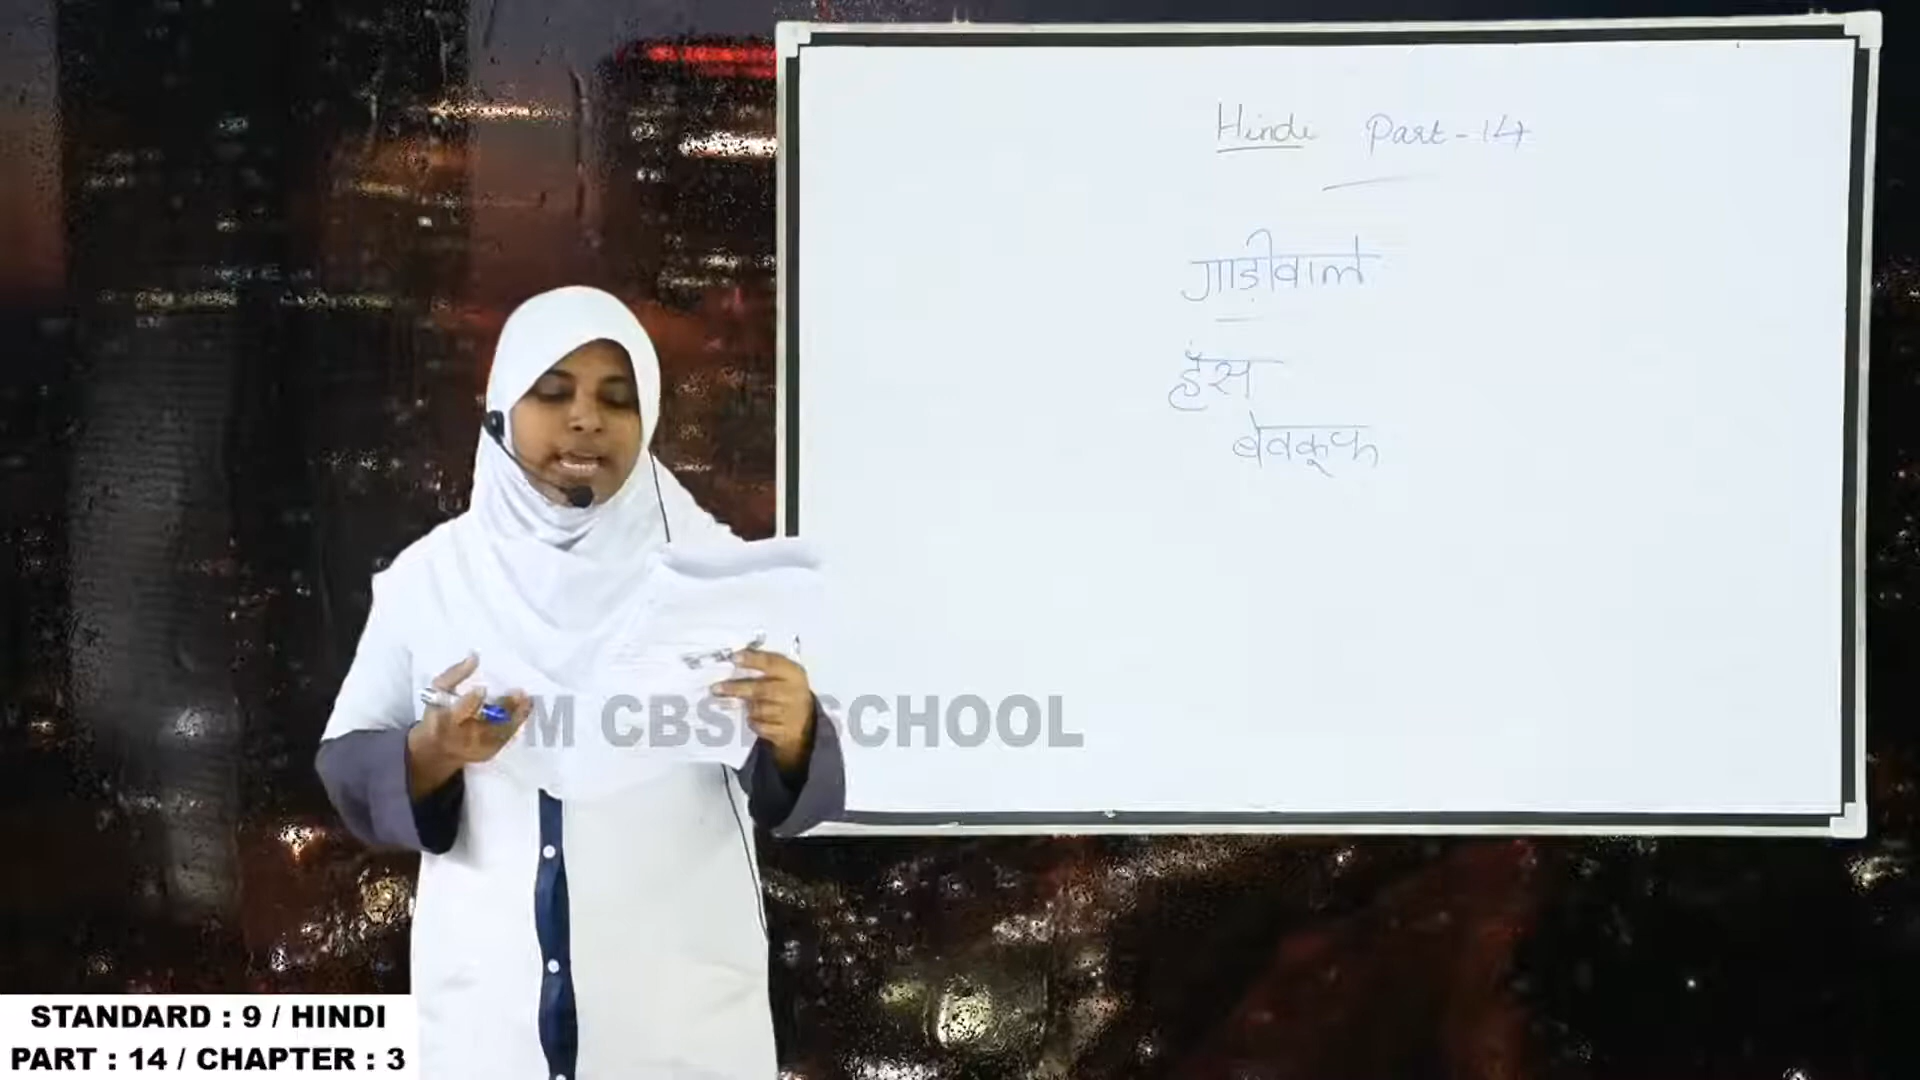 Hindi Part-14
गाड़ीवाले
हंस
बेवकूफ
CBSE SCHOOL
STANDARD : 9 / HINDI
PART : 14 / CHAPTER : 3